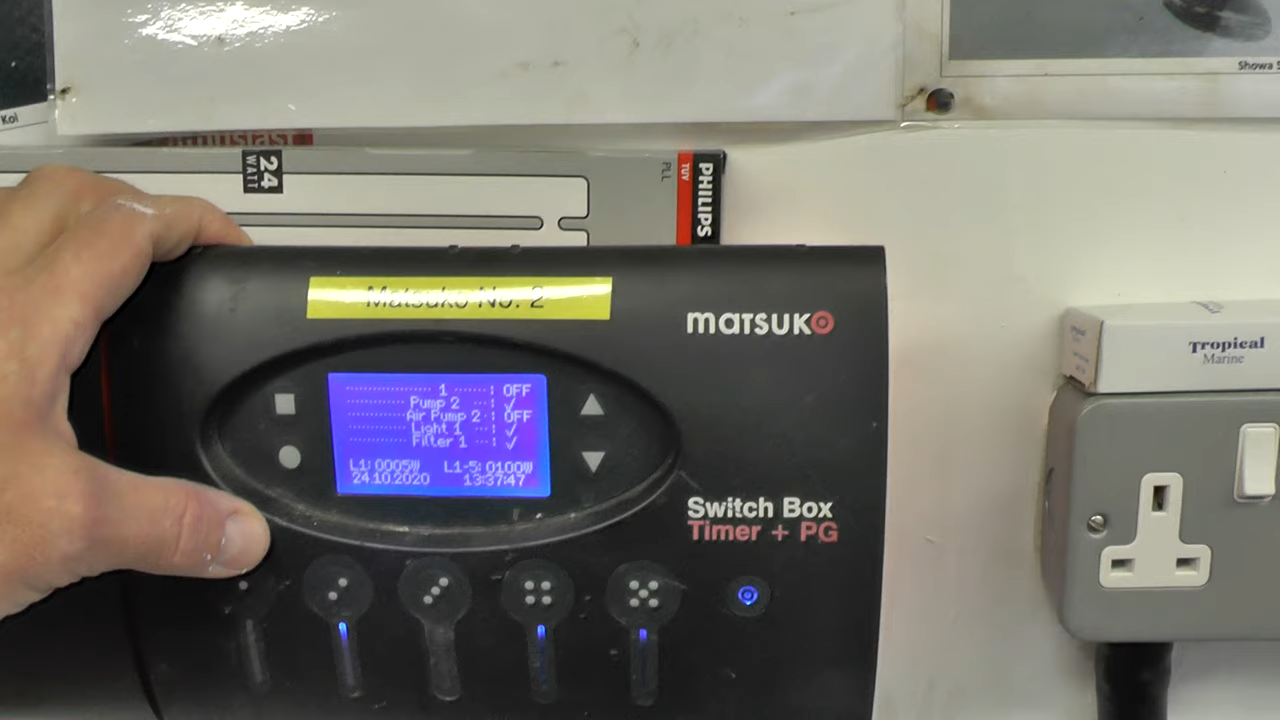 Koi
Showa
24
WATT
PLL
TUV
PHILIPS
Matsuko No. 2
matsuko
1 : OFF
Pump 2 : ✓
Air Pump 2 : OFF
Light 1 : ✓
Filter 1 : ✓
L1: 0005W L1-5: 0100W
24.10.2020 13:37:47
Switch Box
Timer + PG
Tropical
Marine